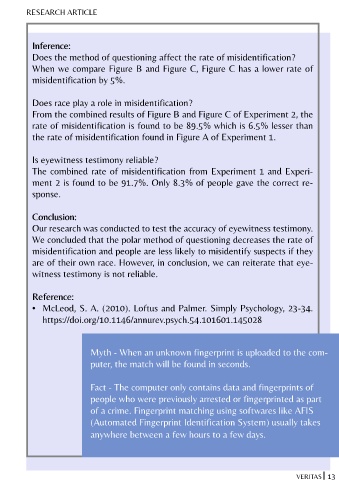 RESEARCH ARTICLE
Inference:
Does the method of questioning affect the rate of misidentification?
When we compare Figure B and Figure C, Figure C has a lower rate of
misidentification by 5%.
Does race play a role in misidentification?
From the combined results of Figure B and Figure C of Experiment 2, the
rate of misidentification is found to be 89.5% which is 6.5% lesser than
the rate of misidentification found in Figure A of Experiment 1.
Is eyewitness testimony reliable?
The combined rate of misidentification from Experiment 1 and Experi-
ment 2 is found to be 91.7%. Only 8.3% of people gave the correct re-
sponse.
Conclusion:
Our research was conducted to test the accuracy of eyewitness testimony.
We concluded that the polar method of questioning decreases the rate of
misidentification and people are less likely to misidentify suspects if they
are of their own race. However, in conclusion, we can reiterate that eye-
witness testimony is not reliable.
Reference:
• McLeod, S. A. (2010). Loftus and Palmer. Simply Psychology, 23-34.
https://doi.org/10.1146/annurev.psych.54.101601.145028
Myth - When an unknown fingerprint is uploaded to the com-
puter, the match will be found in seconds.
Fact - The computer only contains data and fingerprints of
people who were previously arrested or fingerprinted as part
of a crime. Fingerprint matching using softwares like AFIS
(Automated Fingerprint Identification System) usually takes
anywhere between a few hours to a few days.
VERITAS | 13